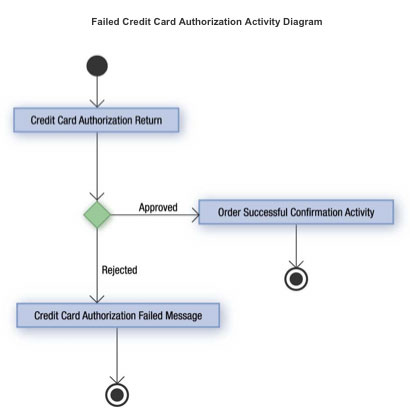 Failed Credit Card Authorization Activity Diagram
Credit Card Authorization Return
Approved
Order Successful Confirmation Activity
Rejected
Credit Card Authorization Failed Message